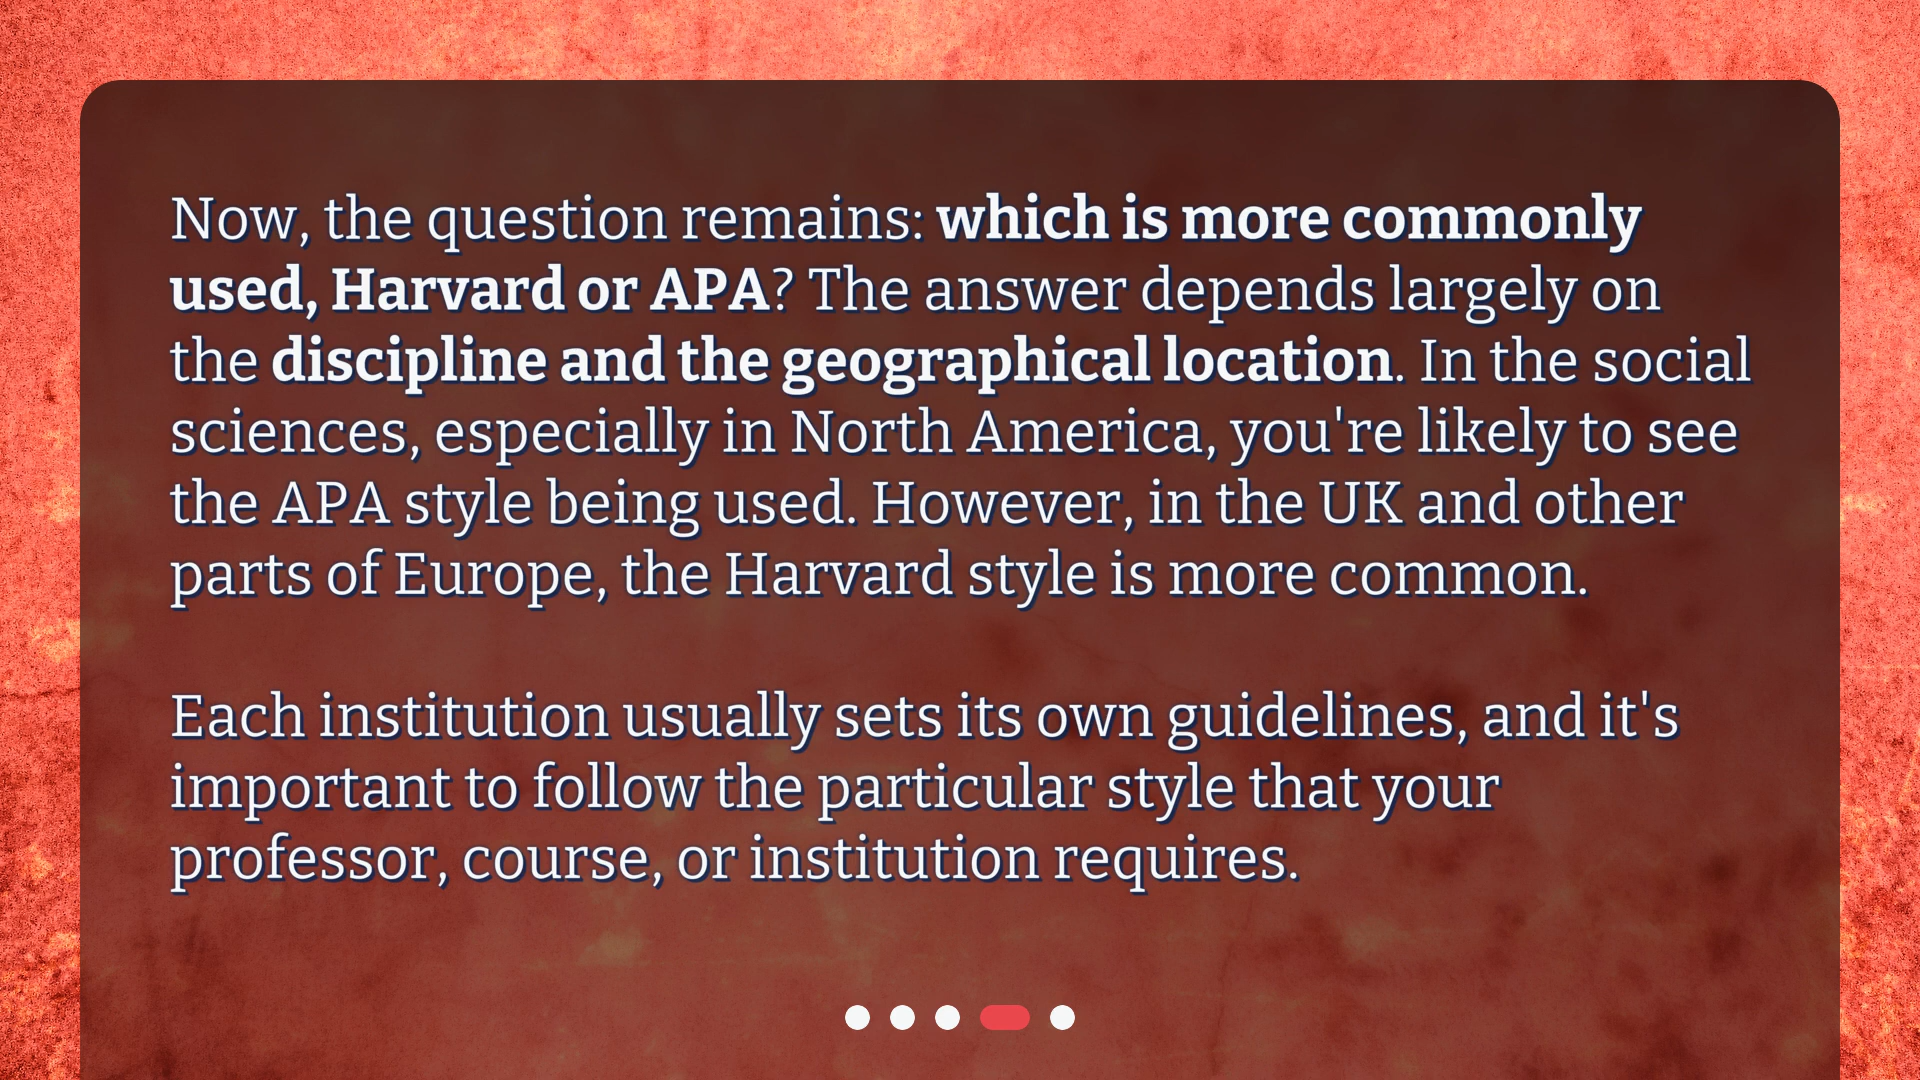 Now, the question remains: which is more commonly
used, Harvard or APA? The answer depends largely on
the discipline and the geographical location. In the social
sciences, especially in North America, you're likely to see
the APA style being used. However, in the UK and other
parts of Europe, the Harvard style is more common.
Each institution usually sets its own guidelines, and it's
important to follow the particular style that your
professor, course, or institution requires.